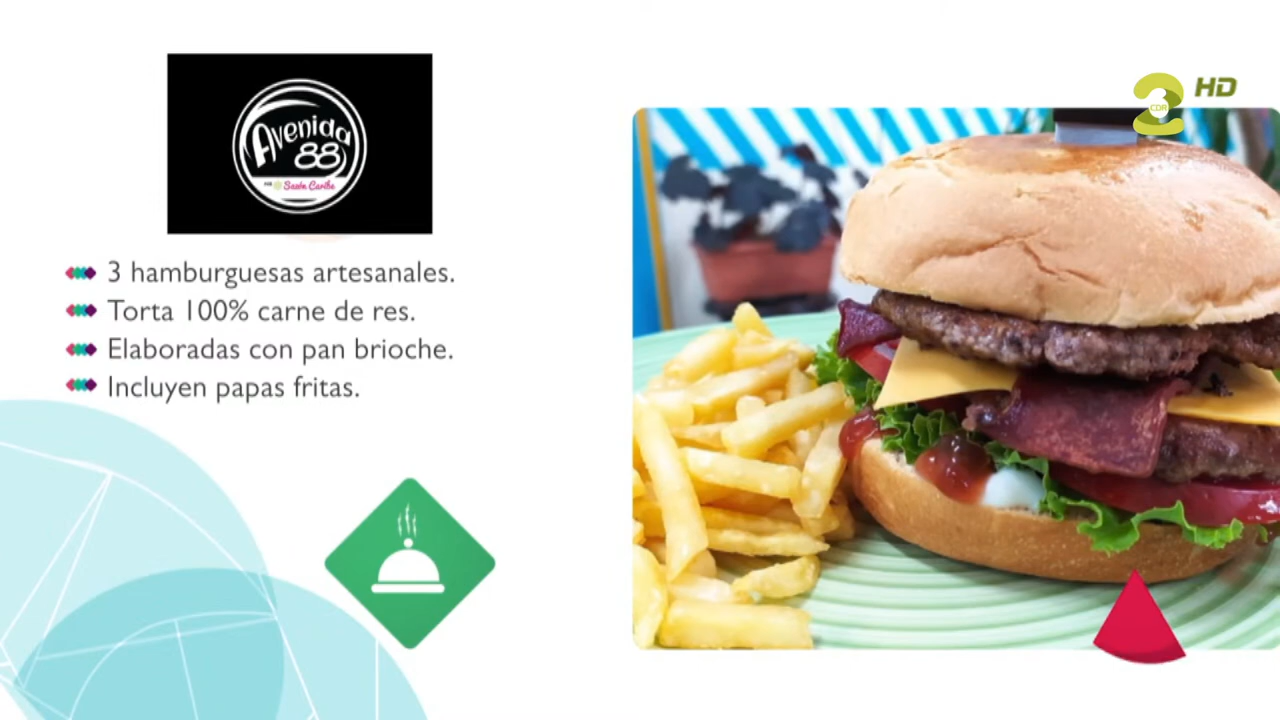 Avenida
88
Sazón Caribe
3 hamburguesas artesanales.
Torta 100% carne de res.
Elaboradas con pan brioche.
Incluyen papas fritas.
CDR
HD